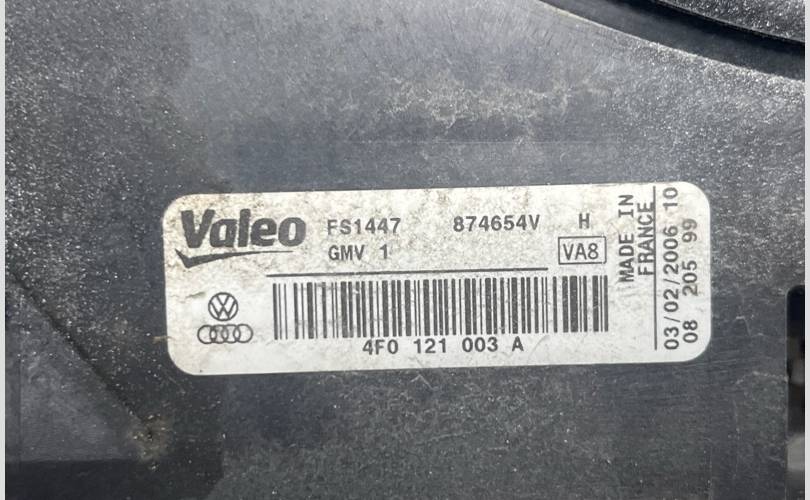 Valeo FS1447 874654V H
GMV 1 VA8
4F0 121 003 A
MADE IN
FRANCE
03/02/2006 10
08 205 99